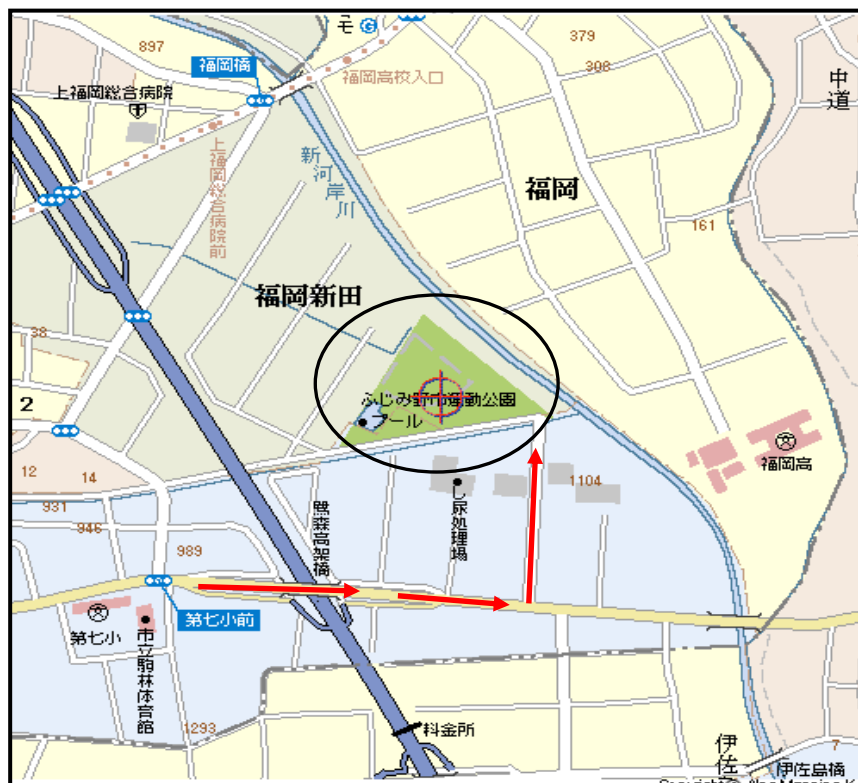 モ
G
897
379
中道
福岡橋
福岡高校入口
308
上福岡総合病院
新河岸川
上福岡総合病院前
福岡
161
福岡新田
38
2
ふじみ野市運動公園
プール
福岡高
12
14
し尿処理場
1104
931
946
鷺森高架橋
989
第七小
第七小前
市立駒林体育館
1293
料金所
伊佐
7
伊佐島橋